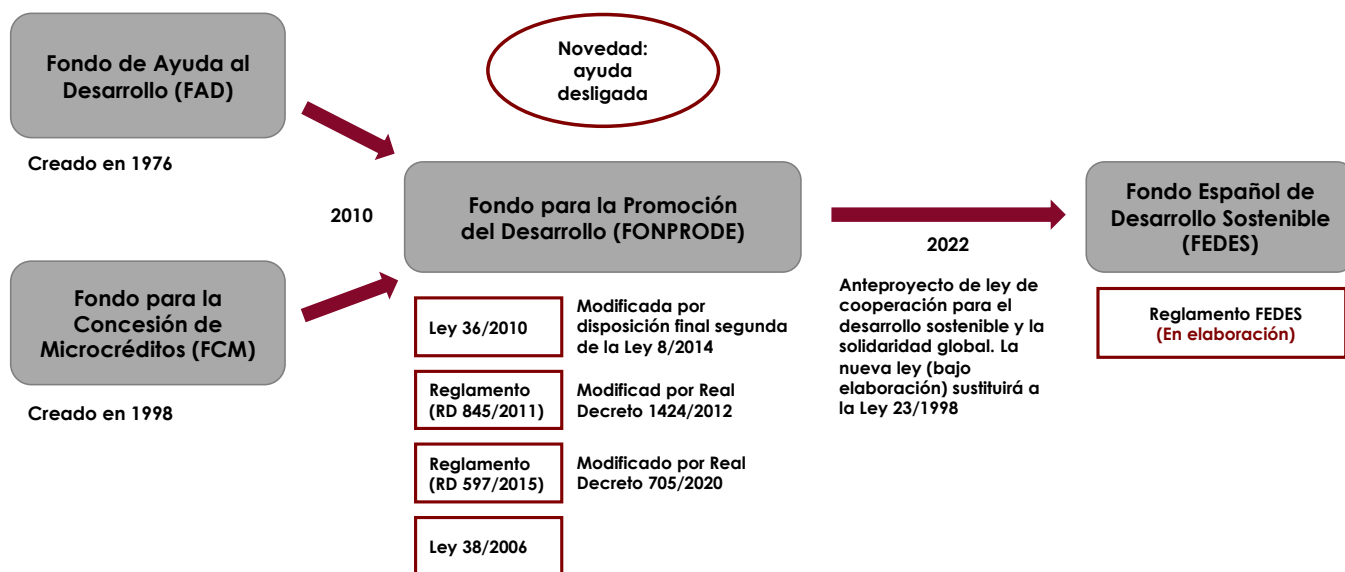 Fondo de Ayuda al
Desarrollo (FAD)
Creado en 1976
Novedad:
ayuda
desligada
2010
Fondo para la
Concesión de
Microcréditos (FCM)
Creado en 1998
Fondo para la Promoción
del Desarrollo (FONPRODE)
Ley 36/2010
Modificada por
disposición final segunda
de la Ley 8/2014
Reglamento
(RD 845/2011)
Modificad por Real
Decreto 1424/2012
Reglamento
(RD 597/2015)
Modificado por Real
Decreto 705/2020
Ley 38/2006
2022
Anteproyecto de ley de
cooperación para el
desarrollo sostenible y la
solidaridad global. La
nueva ley (bajo
elaboración) sustituirá a
la Ley 23/1998
Fondo Español de
Desarrollo Sostenible
(FEDES)
Reglamento FEDES
(En elaboración)